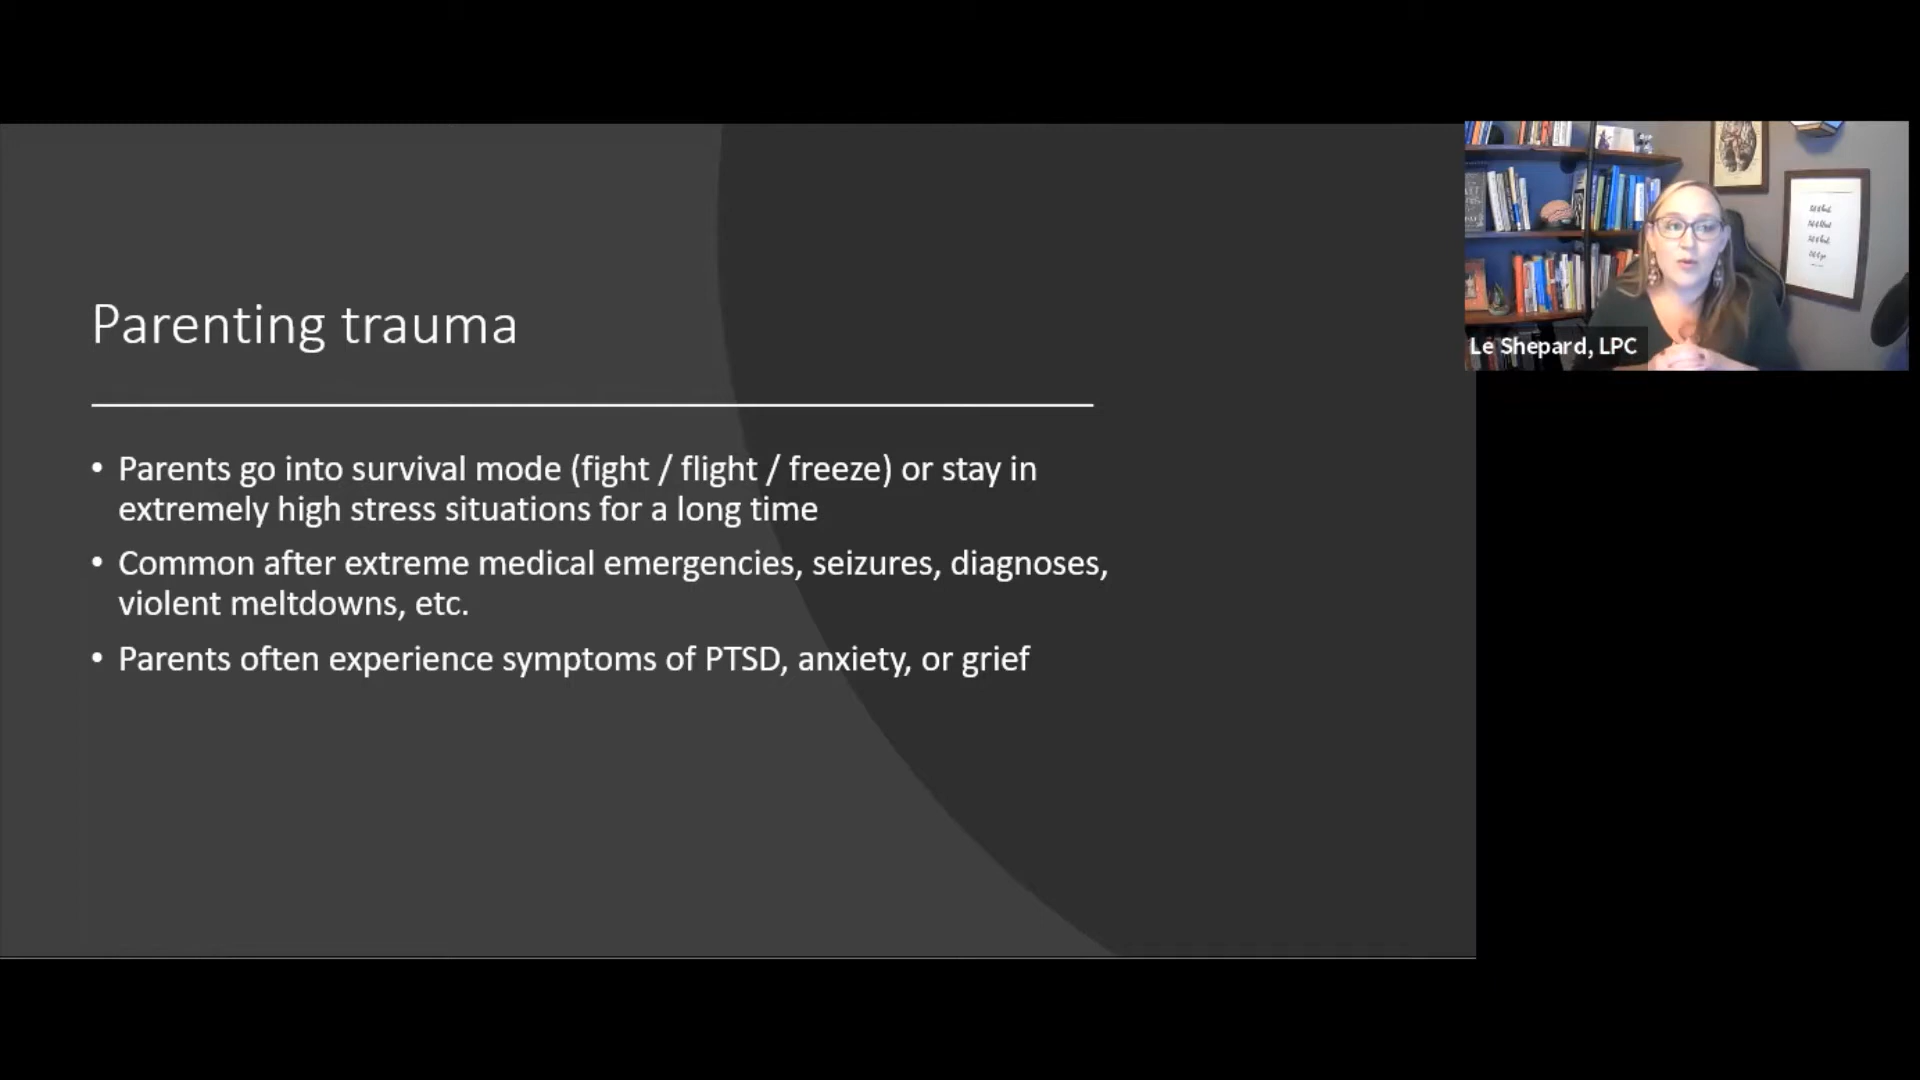 Parenting trauma
• Parents go into survival mode (fight / flight / freeze) or stay in
extremely high stress situations for a long time
• Common after extreme medical emergencies, seizures, diagnoses,
violent meltdowns, etc.
• Parents often experience symptoms of PTSD, anxiety, or grief
Le Shepard, LPC